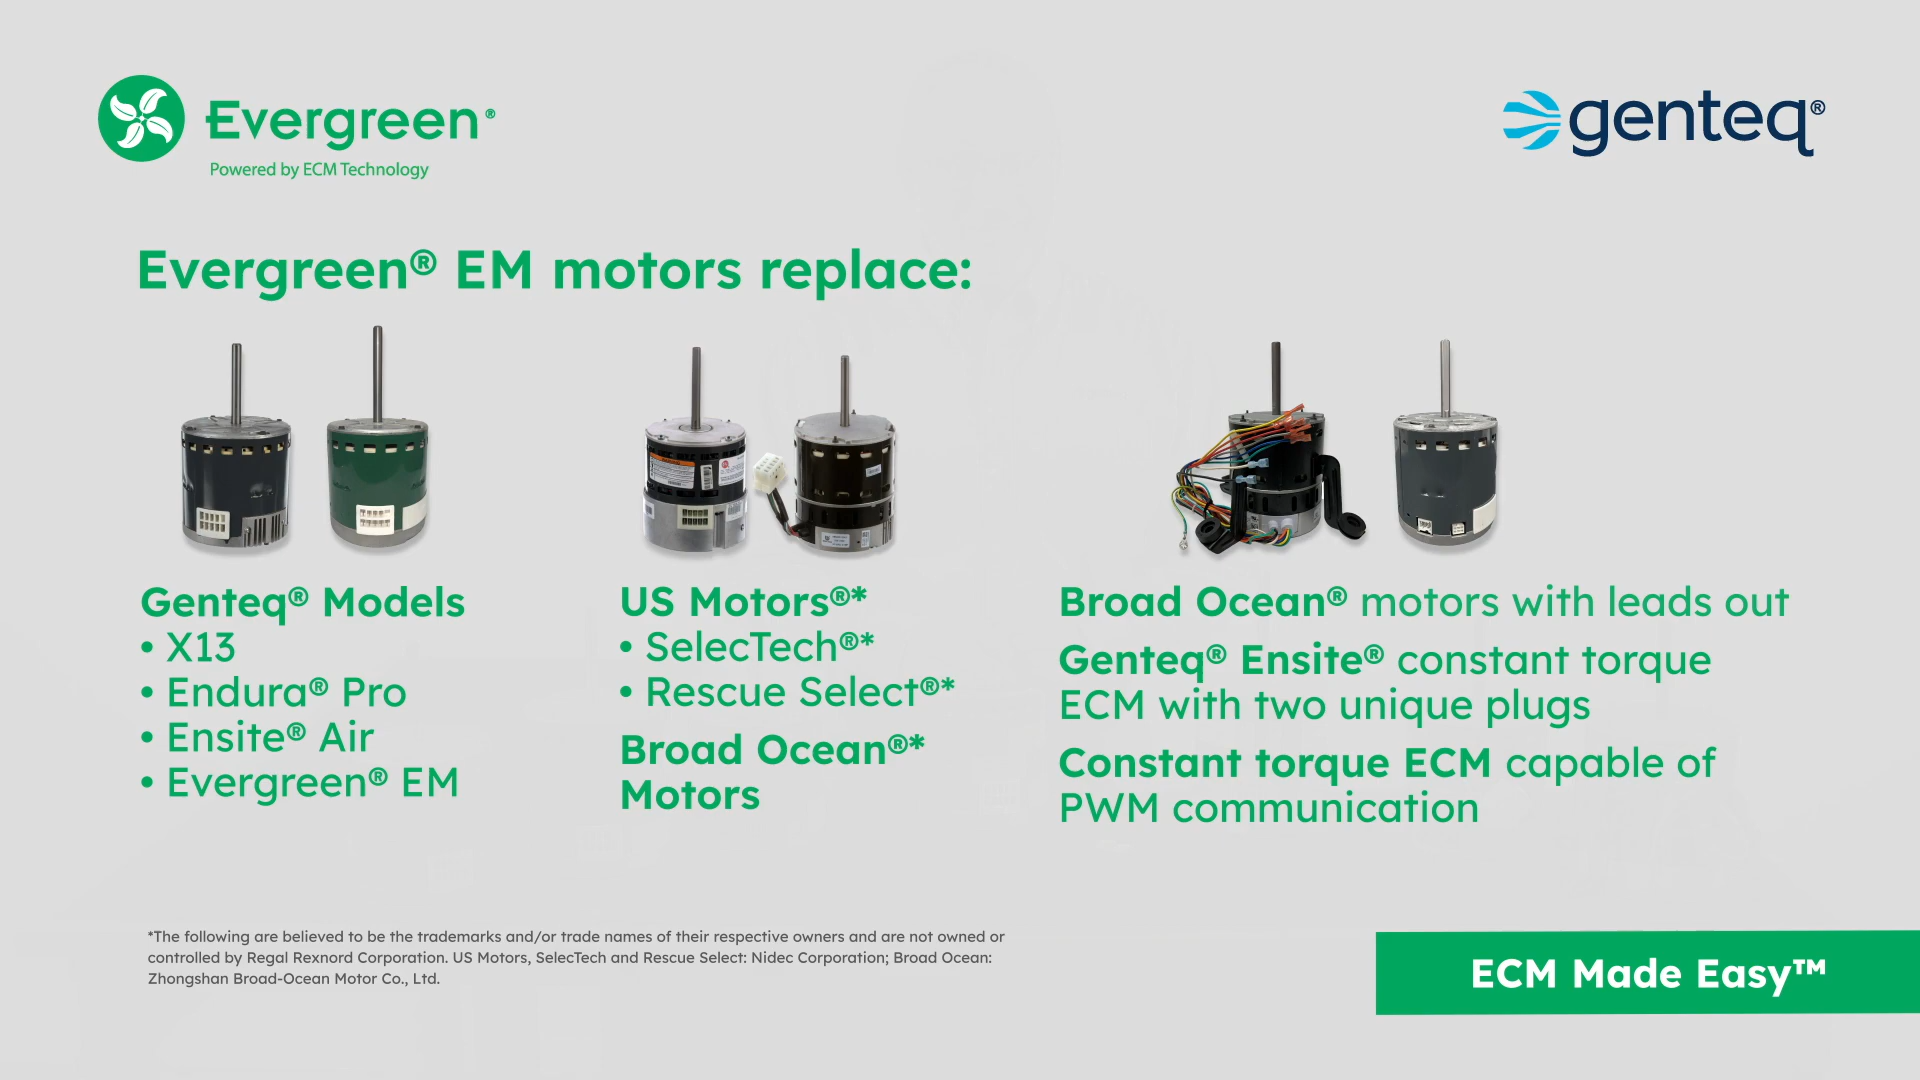 Evergreen®
Powered by ECM Technology
genteq®
Evergreen® EM motors replace:
Genteq® Models
• X13
• Endura® Pro
• Ensite® Air
• Evergreen® EM
US Motors®*
• SelecTech®*
• Rescue Select®*
Broad Ocean®*
Motors
Broad Ocean® motors with leads out
Genteq® Ensite® constant torque
ECM with two unique plugs
Constant torque ECM capable of
PWM communication
*The following are believed to be the trademarks and/or trade names of their respective owners and are not owned or
controlled by Regal Rexnord Corporation. US Motors, SelecTech and Rescue Select: Nidec Corporation; Broad Ocean:
Zhongshan Broad-Ocean Motor Co., Ltd.
ECM Made Easy™